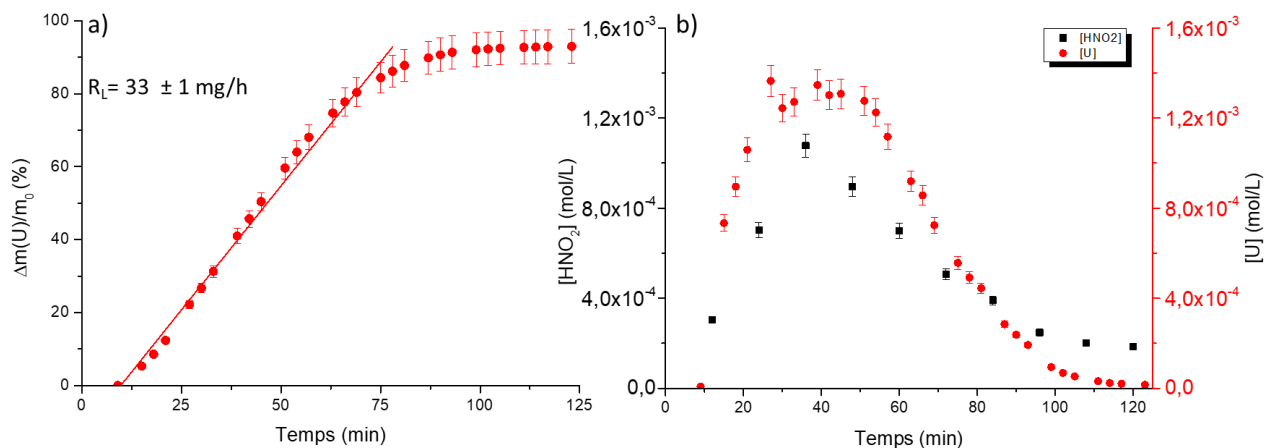 a)
R_L= 33 ± 1 mg/h
Δm(U)/m₀ (%)
100
80
60
40
20
0
0
25
50
75
100
125
Temps (min)
b)
[HNO2]
[U]
[HNO₂] (mol/L)
1,6x10⁻³
1,2x10⁻³
8,0x10⁻⁴
4,0x10⁻⁴
0,0
0
20
40
60
80
100
120
Temps (min)
1,6x10⁻³
1,2x10⁻³
8,0x10⁻⁴
4,0x10⁻⁴
0,0
[U] (mol/L)